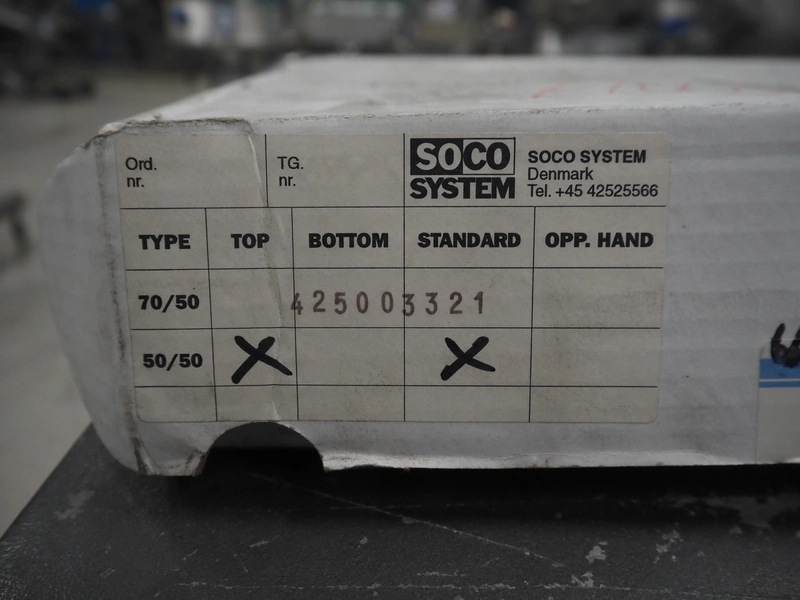 Ord.
nr.
TG.
nr.
SOCO
SYSTEM
SOCO SYSTEM
Denmark
Tel. +45 42525566
TYPE TOP BOTTOM STANDARD OPP. HAND
70/50 425003321
50/50 X X